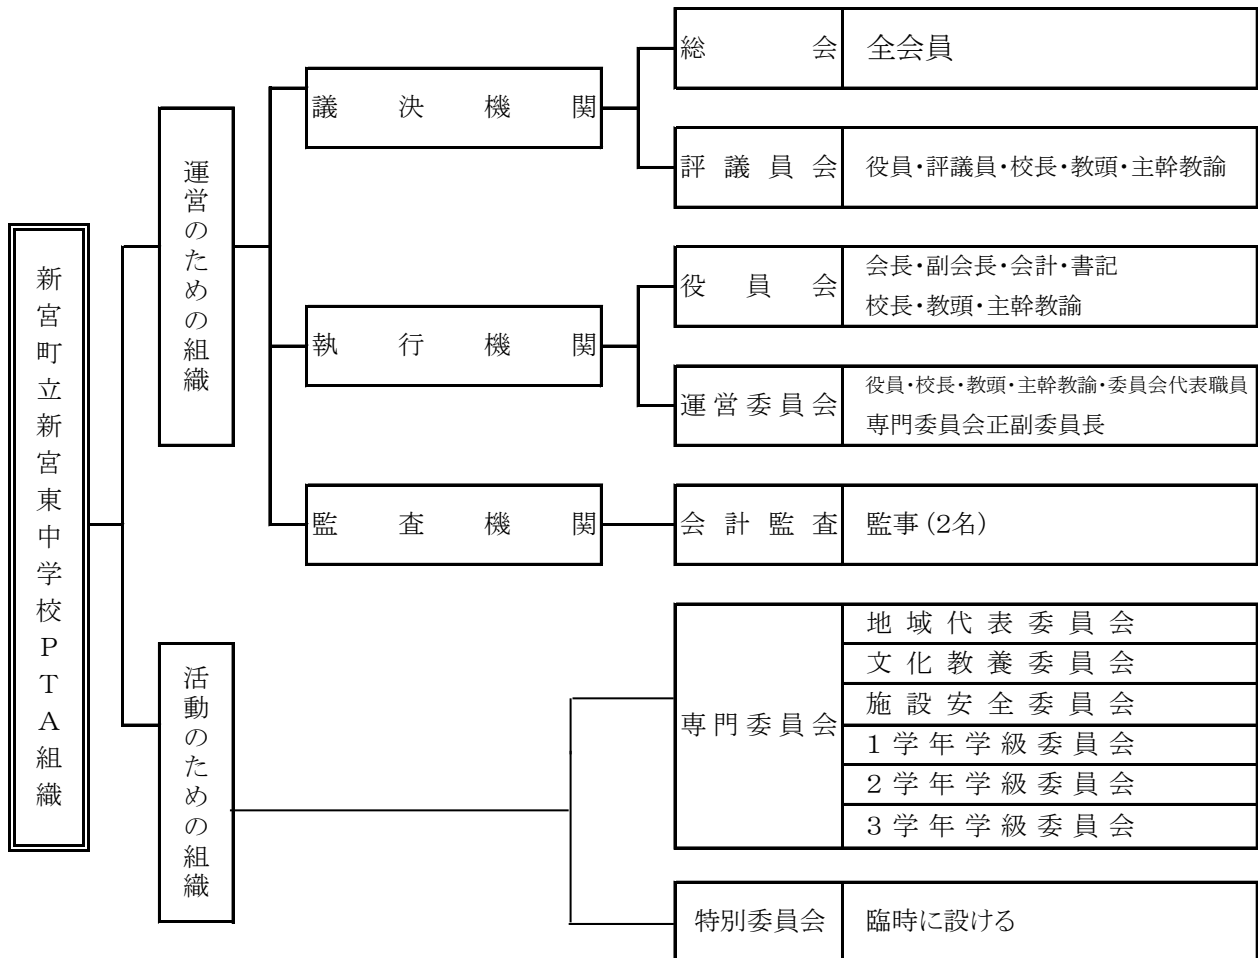 新宮町立新宮東中学校PTA組織
運営のための組織
議決機関
総会
全会員
評議員会
役員・評議員・校長・教頭・主幹教諭
執行機関
役員会
会長・副会長・会計・書記
校長・教頭・主幹教諭
運営委員会
役員・校長・教頭・主幹教諭・委員会代表職員
専門委員会正副委員長
監査機関
会計監査
監事(2名)
活動のための組織
専門委員会
地域代表委員会
文化教養委員会
施設安全委員会
1学年学級委員会
2学年学級委員会
3学年学級委員会
特別委員会
臨時に設ける